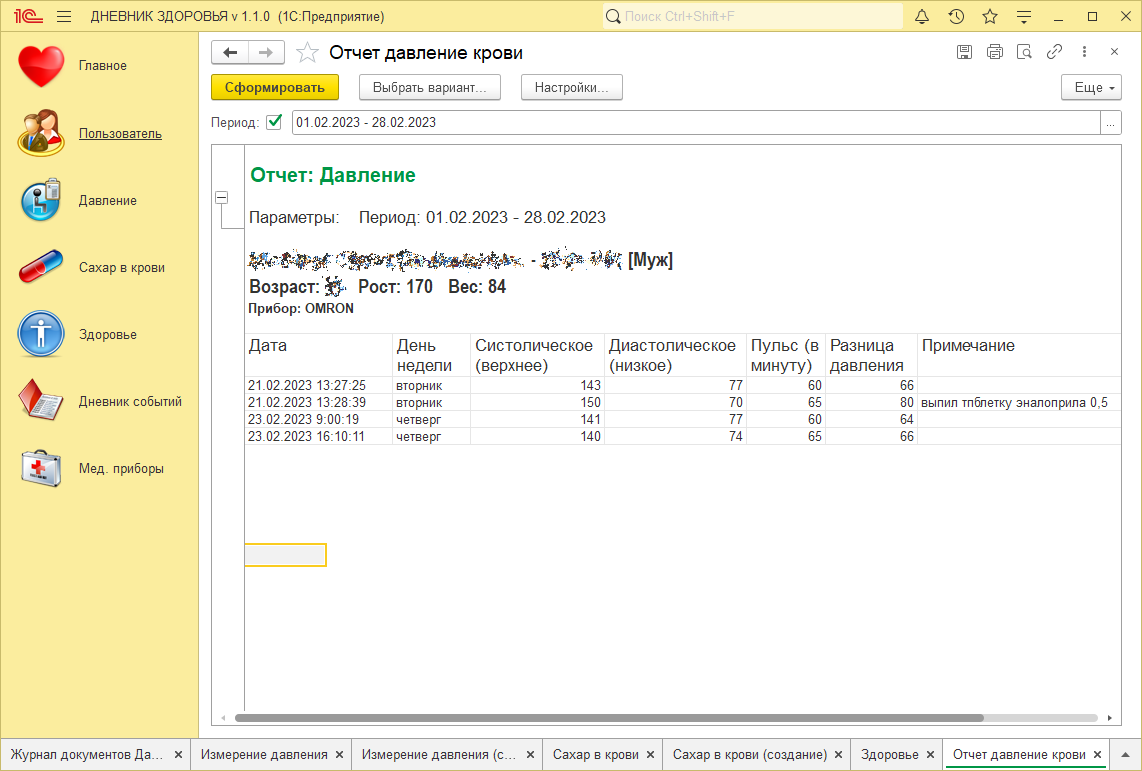 1С ДНЕВНИК ЗДОРОВЬЯ v 1.1.0 (1С:Предприятие) Поиск Ctrl+Shift+F
Главное
Пользователь
Давление
Сахар в крови
Здоровье
Дневник событий
Мед. приборы
Отчет давление крови
Сформировать Выбрать вариант... Настройки... Еще
Период: 01.02.2023 - 28.02.2023 ...
Отчет: Давление
Параметры: Период: 01.02.2023 - 28.02.2023
- [Муж]
Возраст: Рост: 170 Вес: 84
Прибор: OMRON
Дата День недели Систолическое (верхнее) Диастолическое (низкое) Пульс (в минуту) Разница давления Примечание
21.02.2023 13:27:25 вторник 143 77 60 66
21.02.2023 13:28:39 вторник 150 70 65 80 выпил тпблетку эналоприла 0,5
23.02.2023 9:00:19 четверг 141 77 60 64
23.02.2023 16:10:11 четверг 140 74 65 66
Журнал документов Да... Измерение давления Измерение давления (с... Сахар в крови Сахар в крови (создание) Здоровье Отчет давление крови